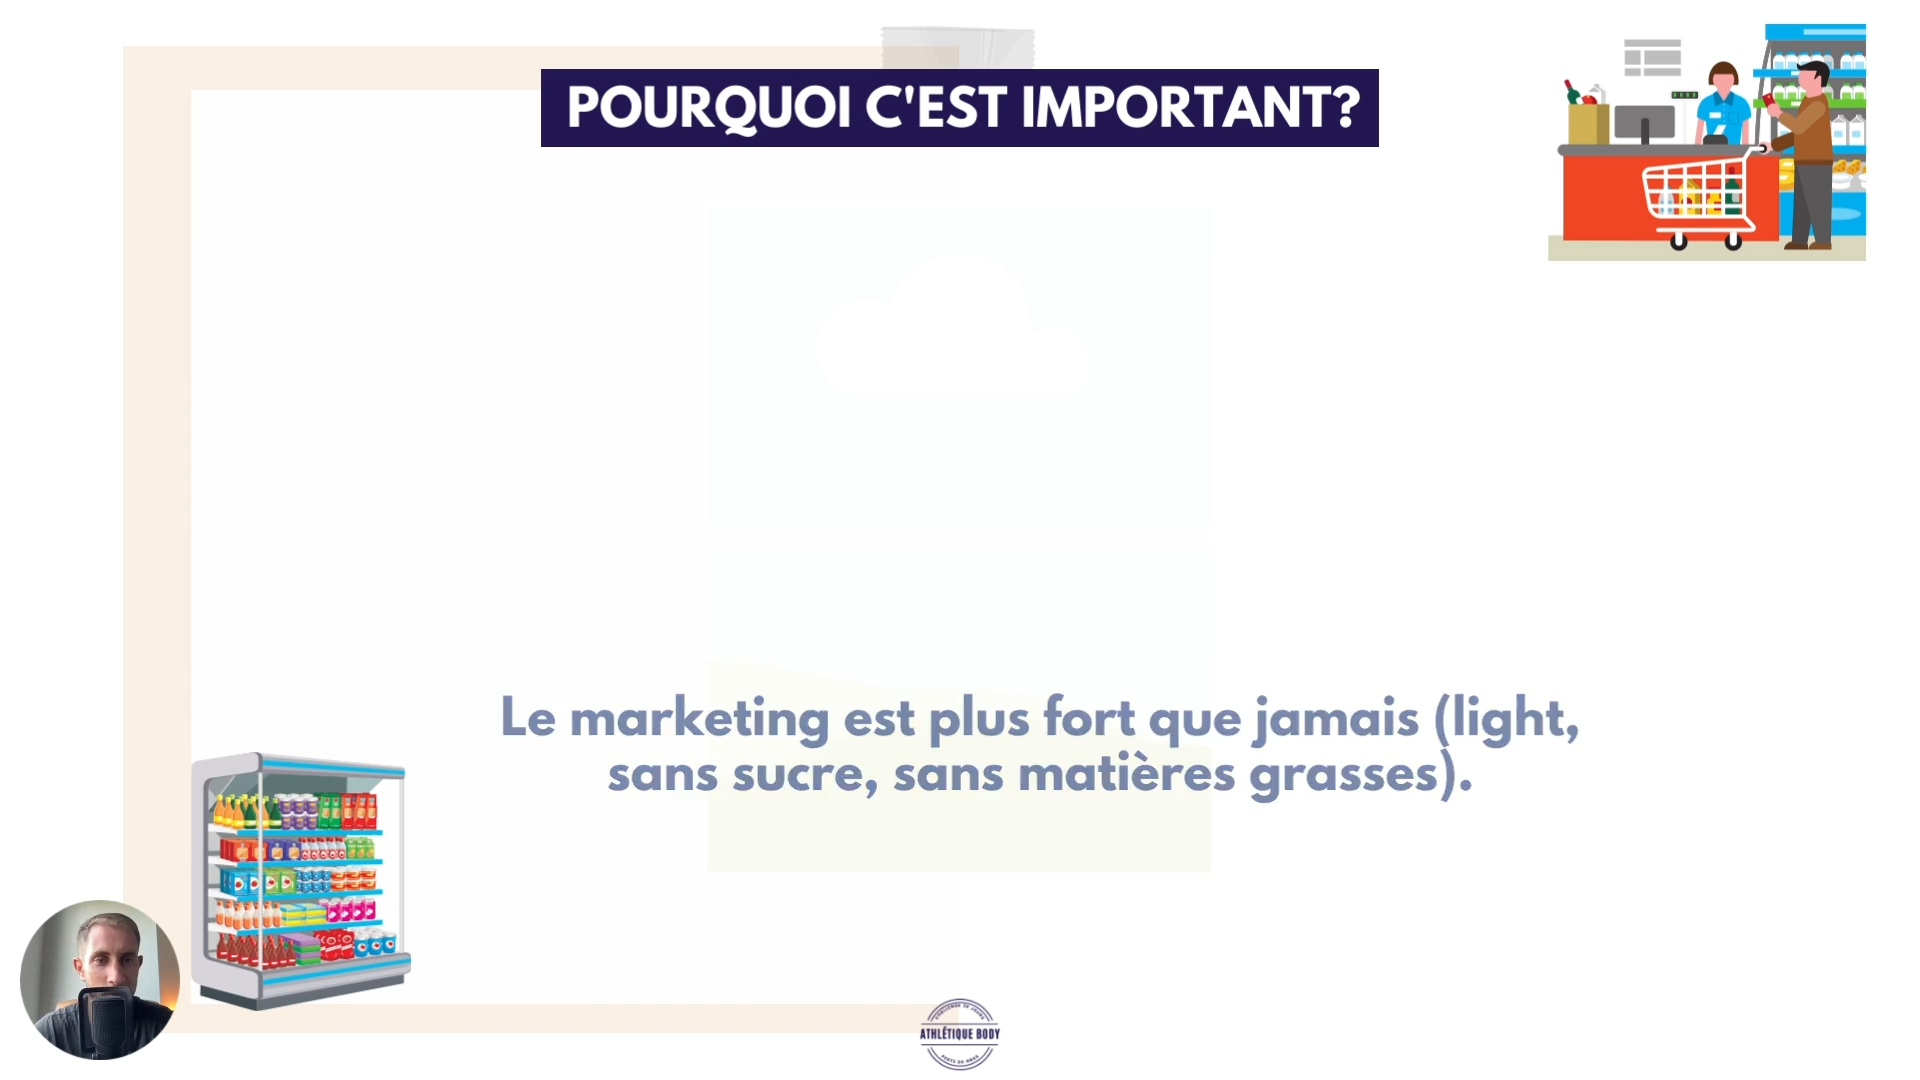 POURQUOI C'EST IMPORTANT?
Le marketing est plus fort que jamais (light,
sans sucre, sans matières grasses).
ATHLÉTIQUE BODY